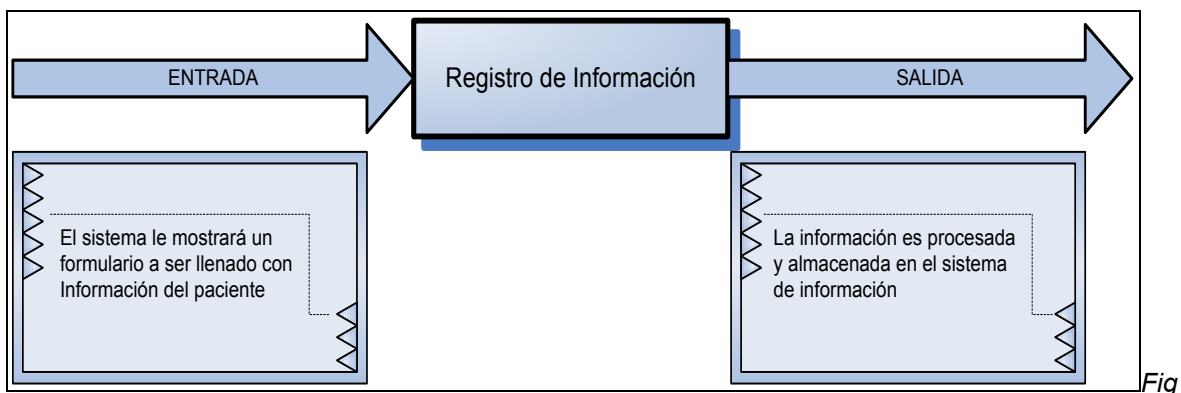 ENTRADA
Registro de Información
SALIDA
El sistema le mostrará un
formulario a ser llenado con
Información del paciente
La información es procesada
y almacenada en el sistema
de información
Fig